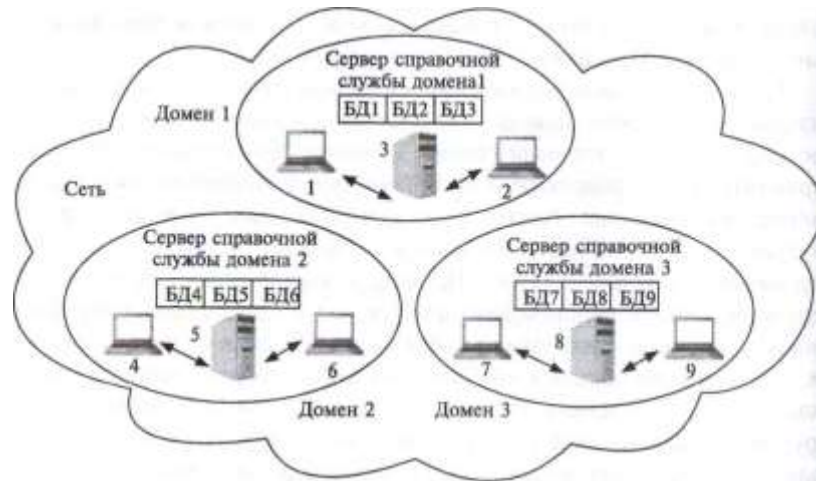 Сервер справочной
службы домена1
БД1 БД2 БД3
Домен 1
3
1
2
Сеть
Сервер справочной
службы домена 2
БД4 БД5 БД6
5
4
6
Домен 2
Сервер справочной
службы домена 3
БД7 БД8 БД9
8
7
9
Домен 3